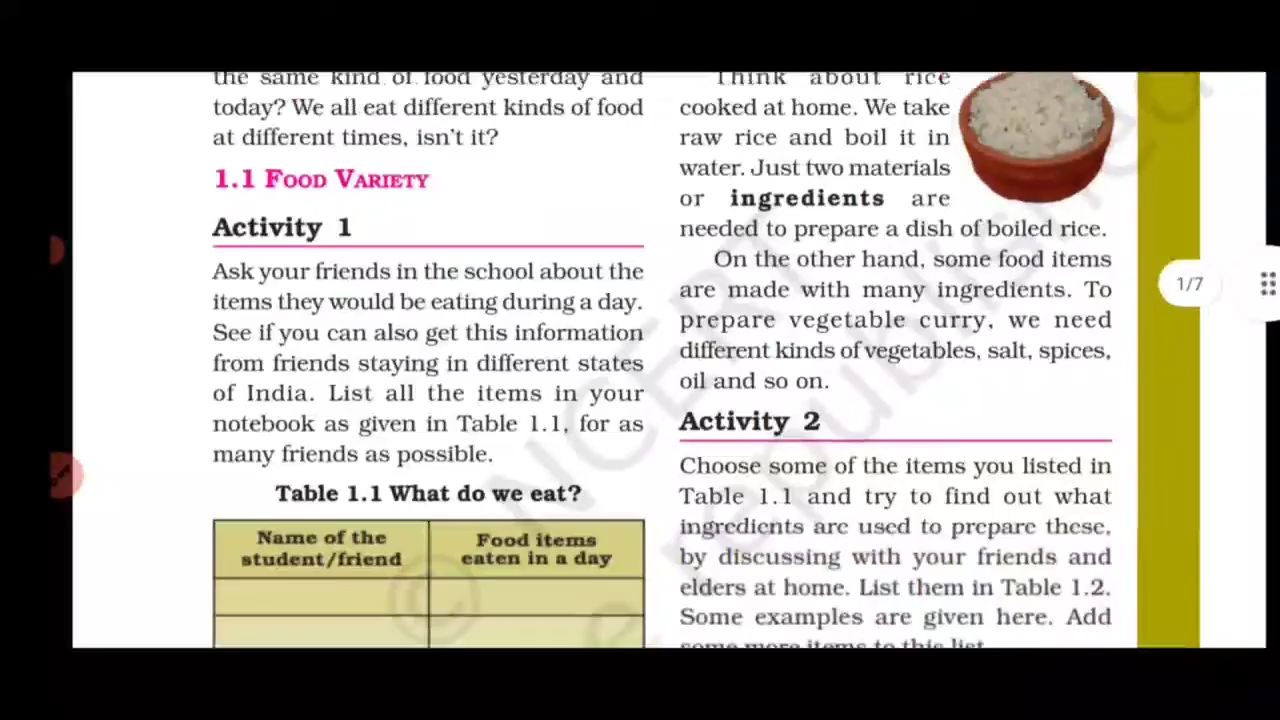 the same kind of food yesterday and
today? We all eat different kinds of food
at different times, isn't it?
1.1 FOOD VARIETY
Activity 1
Ask your friends in the school about the
items they would be eating during a day.
See if you can also get this information
from friends staying in different states
of India. List all the items in your
notebook as given in Table 1.1, for as
many friends as possible.
Table 1.1 What do we eat?
Name of the
student/friend
Food items
eaten in a day
Think about rice
cooked at home. We take
raw rice and boil it in
water. Just two materials
or ingredients are
needed to prepare a dish of boiled rice.
On the other hand, some food items
are made with many ingredients. To
prepare vegetable curry, we need
different kinds of vegetables, salt, spices,
oil and so on.
Activity 2
Choose some of the items you listed in
Table 1.1 and try to find out what
ingredients are used to prepare these,
by discussing with your friends and
elders at home. List them in Table 1.2.
Some examples are given here. Add
some more items to this list.
1/7
© NCERT
republished